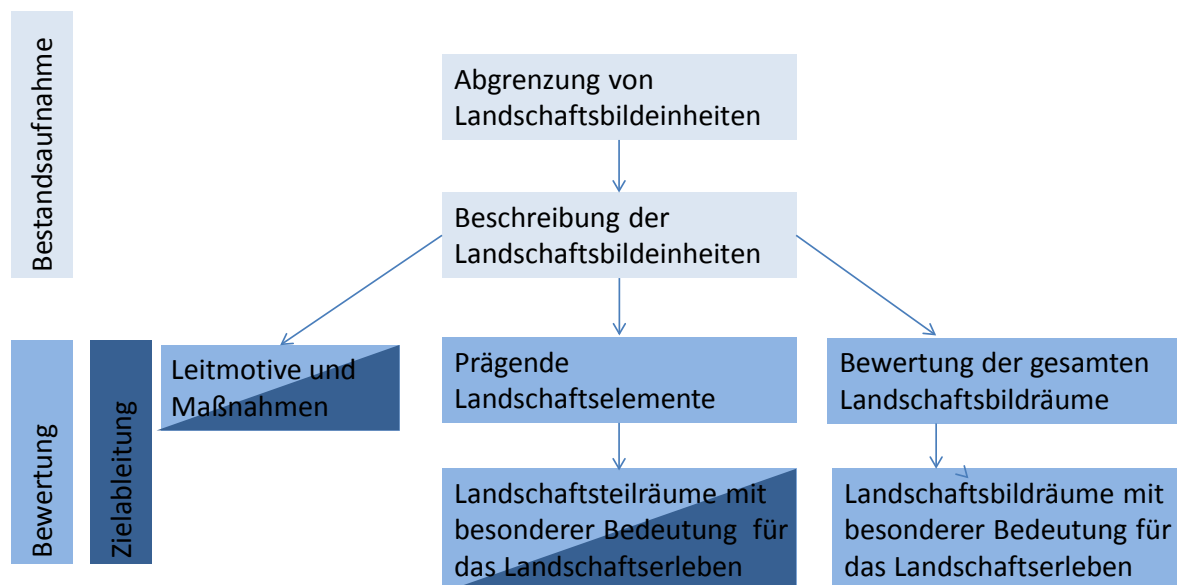 Bestandsaufnahme
Abgrenzung von
Landschaftsbildeinheiten
Beschreibung der
Landschaftsbildeinheiten
Bewertung
Zielableitung
Leitmotive und
Maßnahmen
Prägende
Landschaftselemente
Bewertung der gesamten
Landschaftsbildräume
Landschaftsteilräume mit
besonderer Bedeutung für
das Landschaftserleben
Landschaftsbildräume mit
besonderer Bedeutung für
das Landschaftserleben